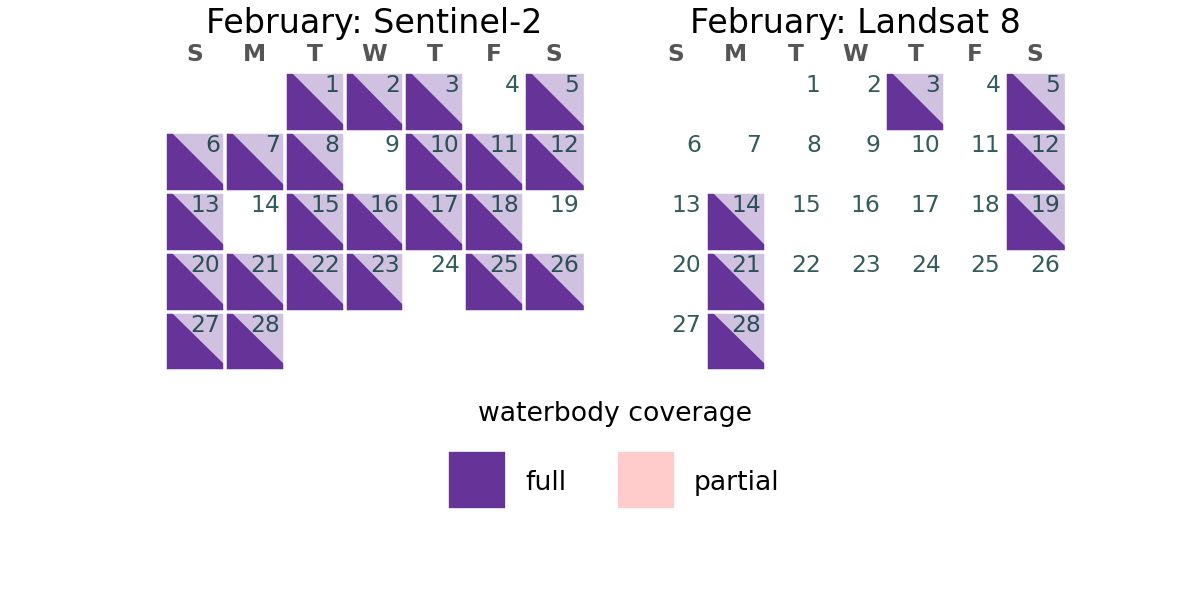 February: Sentinel-2
S M T W T F S
1 2 3 4 5
6 7 8 9 10 11 12
13 14 15 16 17 18 19
20 21 22 23 24 25 26
27 28
February: Landsat 8
S M T W T F S
1 2 3 4 5
6 7 8 9 10 11 12
13 14 15 16 17 18 19
20 21 22 23 24 25 26
27 28
waterbody coverage
full partial